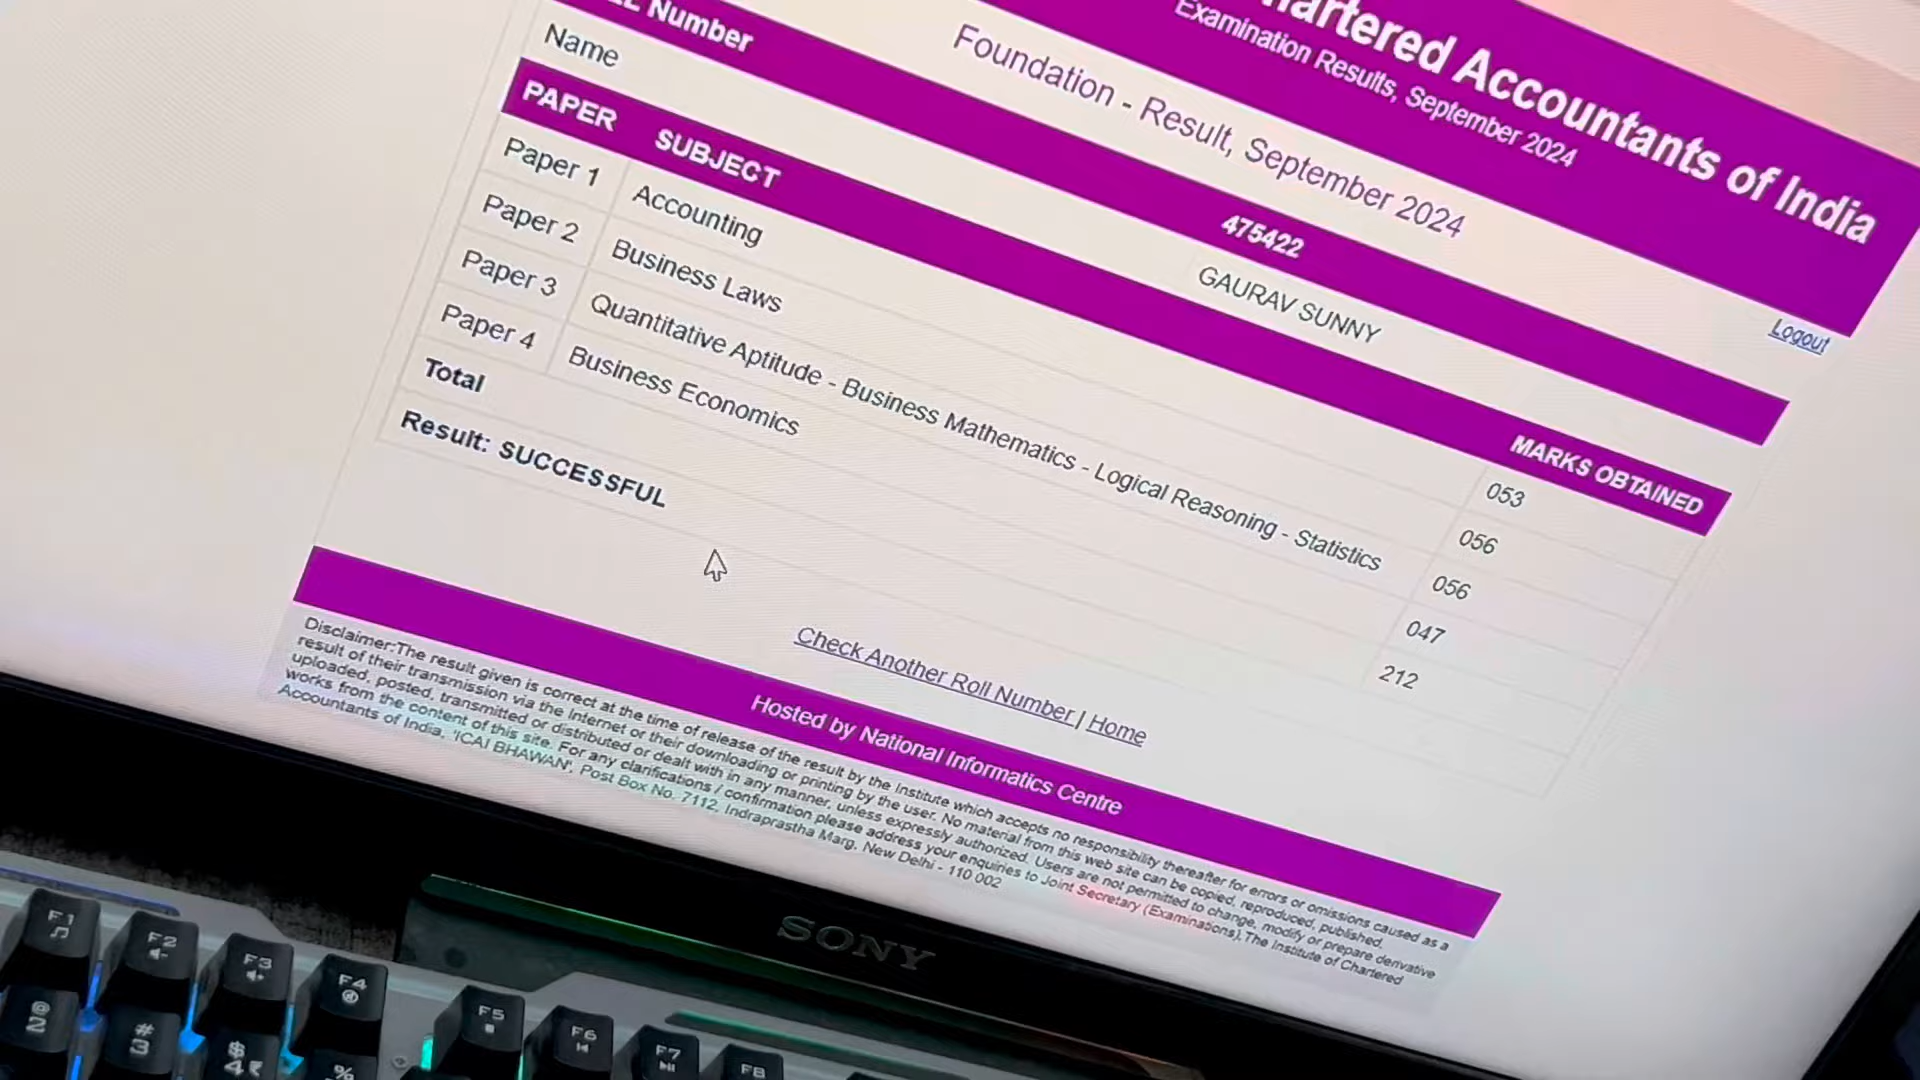 hartered Accountants of India
Examination Results, September 2024
Foundation - Result, September 2024
Logout
Number 475422
Name GAURAV SUNNY
PAPER SUBJECT MARKS OBTAINED
Paper 1 Accounting 053
Paper 2 Business Laws 056
Paper 3 Quantitative Aptitude - Business Mathematics - Logical Reasoning - Statistics 056
Paper 4 Business Economics 047
Total 212
Result: SUCCESSFUL
Check Another Roll Number | Home
Hosted by National Informatics Centre
Disclaimer:The result given is correct at the time of release of the result by the Institute which accepts no responsibility thereafter for errors or omissions caused as a
result of their transmission via the Internet or their downloading or printing by the user. No material from this web site can be copied, reproduced, published,
uploaded, posted, transmitted or distributed or dealt with in any manner, unless expressly authorized. Users are not permitted to change, modify or prepare derivative
works from the content of this site. For any clarifications / confirmation please address your enquiries to Joint Secretary (Examinations),The Institute of Chartered
Accountants of India, 'ICAI BHAWAN', Post Box No. 7112, Indraprastha Marg, New Delhi - 110 002
SONY
F1 F2 F3 F4 F5 F6 F7 F8
@ 2 # 3 $ 4 ₹ %